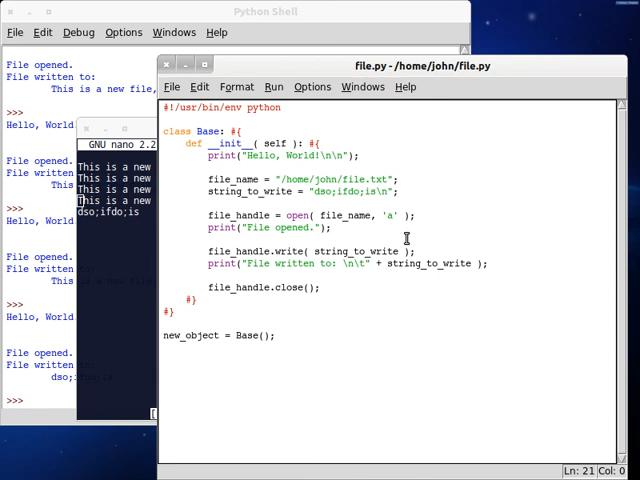 Python Shell
File Edit Debug Options Windows Help
File opened.
File written to:
This is a new file,
>>>
Hello, World
File opened.
File written
This
>>>
Hello, World
File opened.
File written
This is a new
>>>
Hello, World
File opened.
File written to:
dso;ifdo;is
>>>
GNU nano 2.2
This is a new
This is a new
This is a new
This is a new
dso;ifdo;is
[
file.py - /home/john/file.py
File Edit Format Run Options Windows Help
#!/usr/bin/env python
class Base: #{
def __init__( self ): #{
print("Hello, World!\n\n");
file_name = "/home/john/file.txt";
string_to_write = "dso;ifdo;is\n";
file_handle = open( file_name, 'a' );
print("File opened.");
file_handle.write( string_to_write );
print("File written to: \n\t" + string_to_write );
file_handle.close();
#}
#}
new_object = Base();
Ln: 21 Col: 0